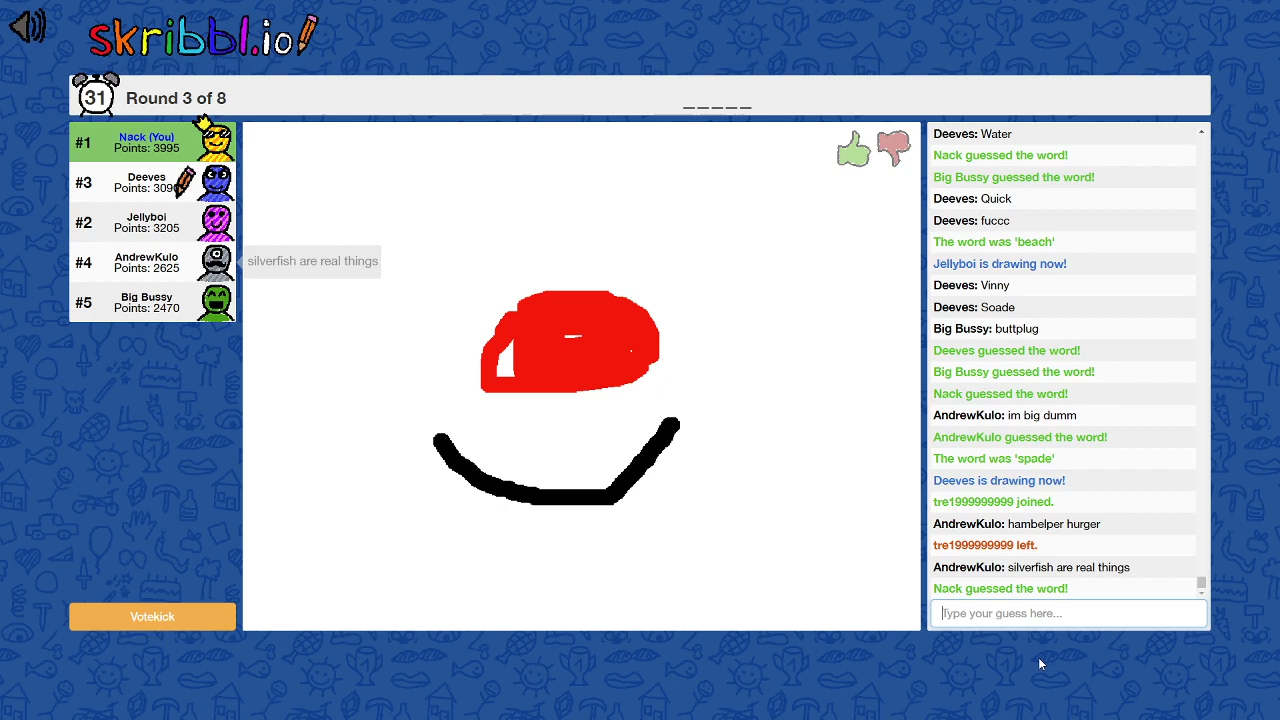 skribbl.io
31
Round 3 of 8
_ _ _ _ _
#1
Nack (You)
Points: 3995
#3
Deeves
Points: 309
#2
Jellyboi
Points: 3205
#4
AndrewKulo
Points: 2625
#5
Big Bussy
Points: 2470
silverfish are real things
Votekick
Deeves: Water
Nack guessed the word!
Big Bussy guessed the word!
Deeves: Quick
Deeves: fuccc
The word was 'beach'
Jellyboi is drawing now!
Deeves: Vinny
Deeves: Soade
Big Bussy: buttplug
Deeves guessed the word!
Big Bussy guessed the word!
Nack guessed the word!
AndrewKulo: im big dumm
AndrewKulo guessed the word!
The word was 'spade'
Deeves is drawing now!
tre1999999999 joined.
AndrewKulo: hambelper hurger
tre1999999999 left.
AndrewKulo: silverfish are real things
Nack guessed the word!
Type your guess here...